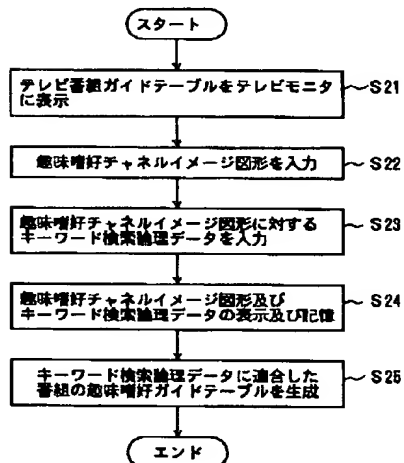 スタート
テレビ番組ガイドテーブルをテレビモニタ
に表示
S21
趣味嗜好チャネルイメージ図形を入力
S22
趣味嗜好チャネルイメージ図形に対する
キーワード検索論理データを入力
S23
趣味嗜好チャネルイメージ図形及び
キーワード検索論理データの表示及び記憶
S24
キーワード検索論理データに適合した
番組の趣味嗜好ガイドテーブルを生成
S25
エンド